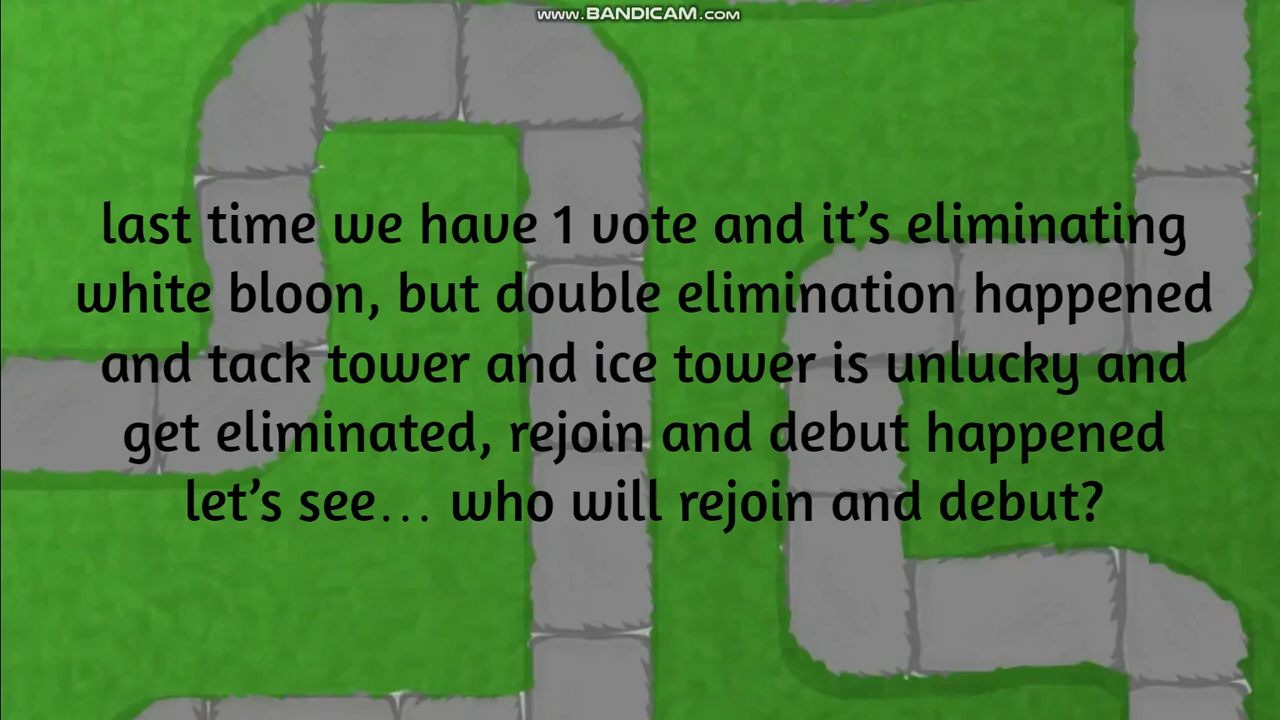 www.BANDICAM.com
last time we have 1 vote and it’s eliminating
white bloon, but double elimination happened
and tack tower and ice tower is unlucky and
get eliminated, rejoin and debut happened
let’s see... who will rejoin and debut?